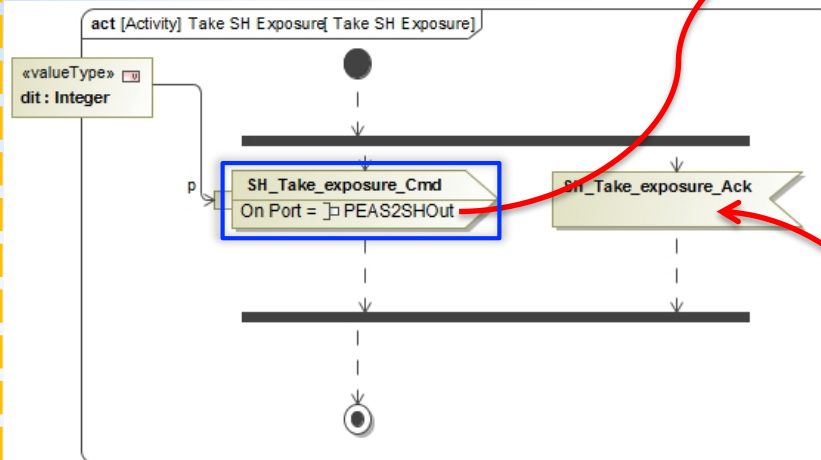 act [Activity] Take SH Exposure[ Take SH Exposure]
«valueType»
dit : Integer
p
SH_Take_exposure_Cmd
On Port = PEAS2SHOut
SH_Take_exposure_Ack